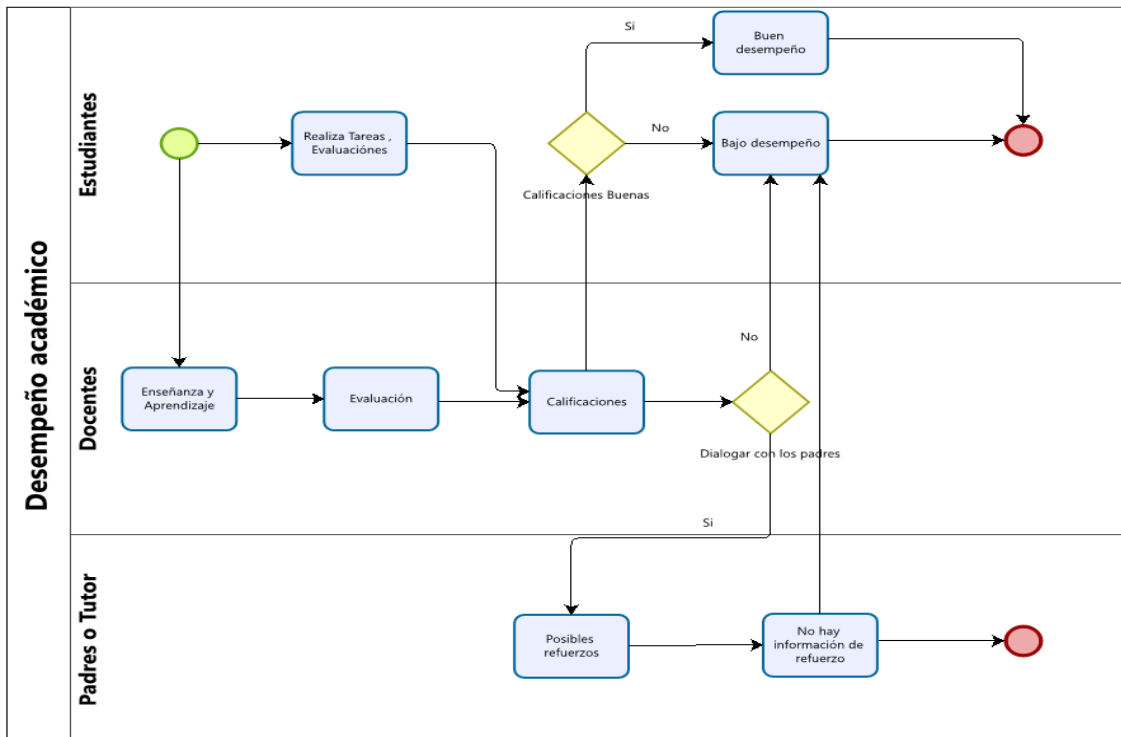 Desempeño académico
Estudiantes
Si
Buen
desempeño
Realiza Tareas ,
Evaluaciónes
No
Bajo desempeño
Calificaciones Buenas
Docentes
No
Enseñanza y
Aprendizaje
Evaluación
Calificaciones
Dialogar con los padres
Si
Padres o Tutor
Posibles
refuerzos
No hay
información de
refuerzo